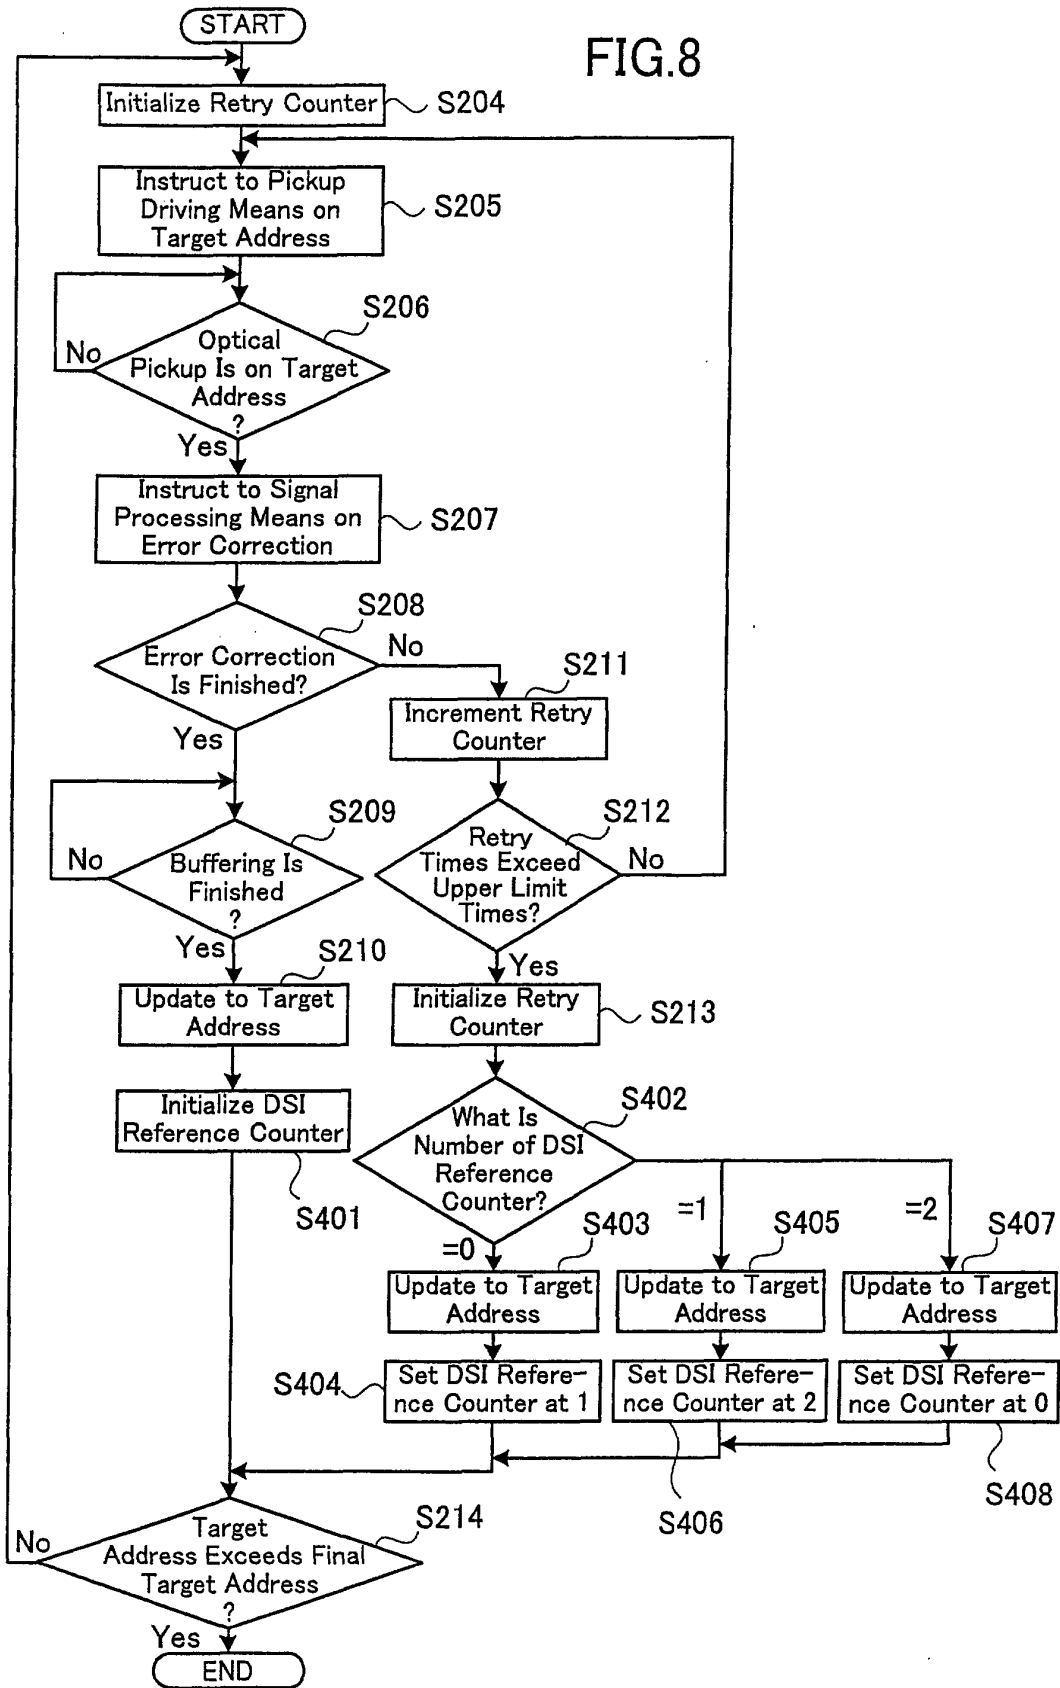 START
FIG.8
Initialize Retry Counter
S204
Instruct to Pickup
Driving Means on
Target Address
S205
S206
Optical
Pickup Is on Target
Address
?
No
Yes
Instruct to Signal
Processing Means on
Error Correction
S207
S208
Error Correction
Is Finished?
No
Yes
S211
Increment Retry
Counter
S209
Buffering Is
Finished
?
No
Yes
S212
Retry
Times Exceed
Upper Limit
Times?
No
Yes
S210
Update to Target
Address
Initialize Retry
Counter
S213
Initialize DSI
Reference Counter
S401
S402
What Is
Number of DSI
Reference
Counter?
=0
=1
=2
S403
Update to Target
Address
S405
Update to Target
Address
S407
Update to Target
Address
S404
Set DSI Refere-
nce Counter at 1
Set DSI Refere-
nce Counter at 2
S406
Set DSI Refere-
nce Counter at 0
S408
S214
Target
Address Exceeds Final
Target Address
?
No
Yes
END